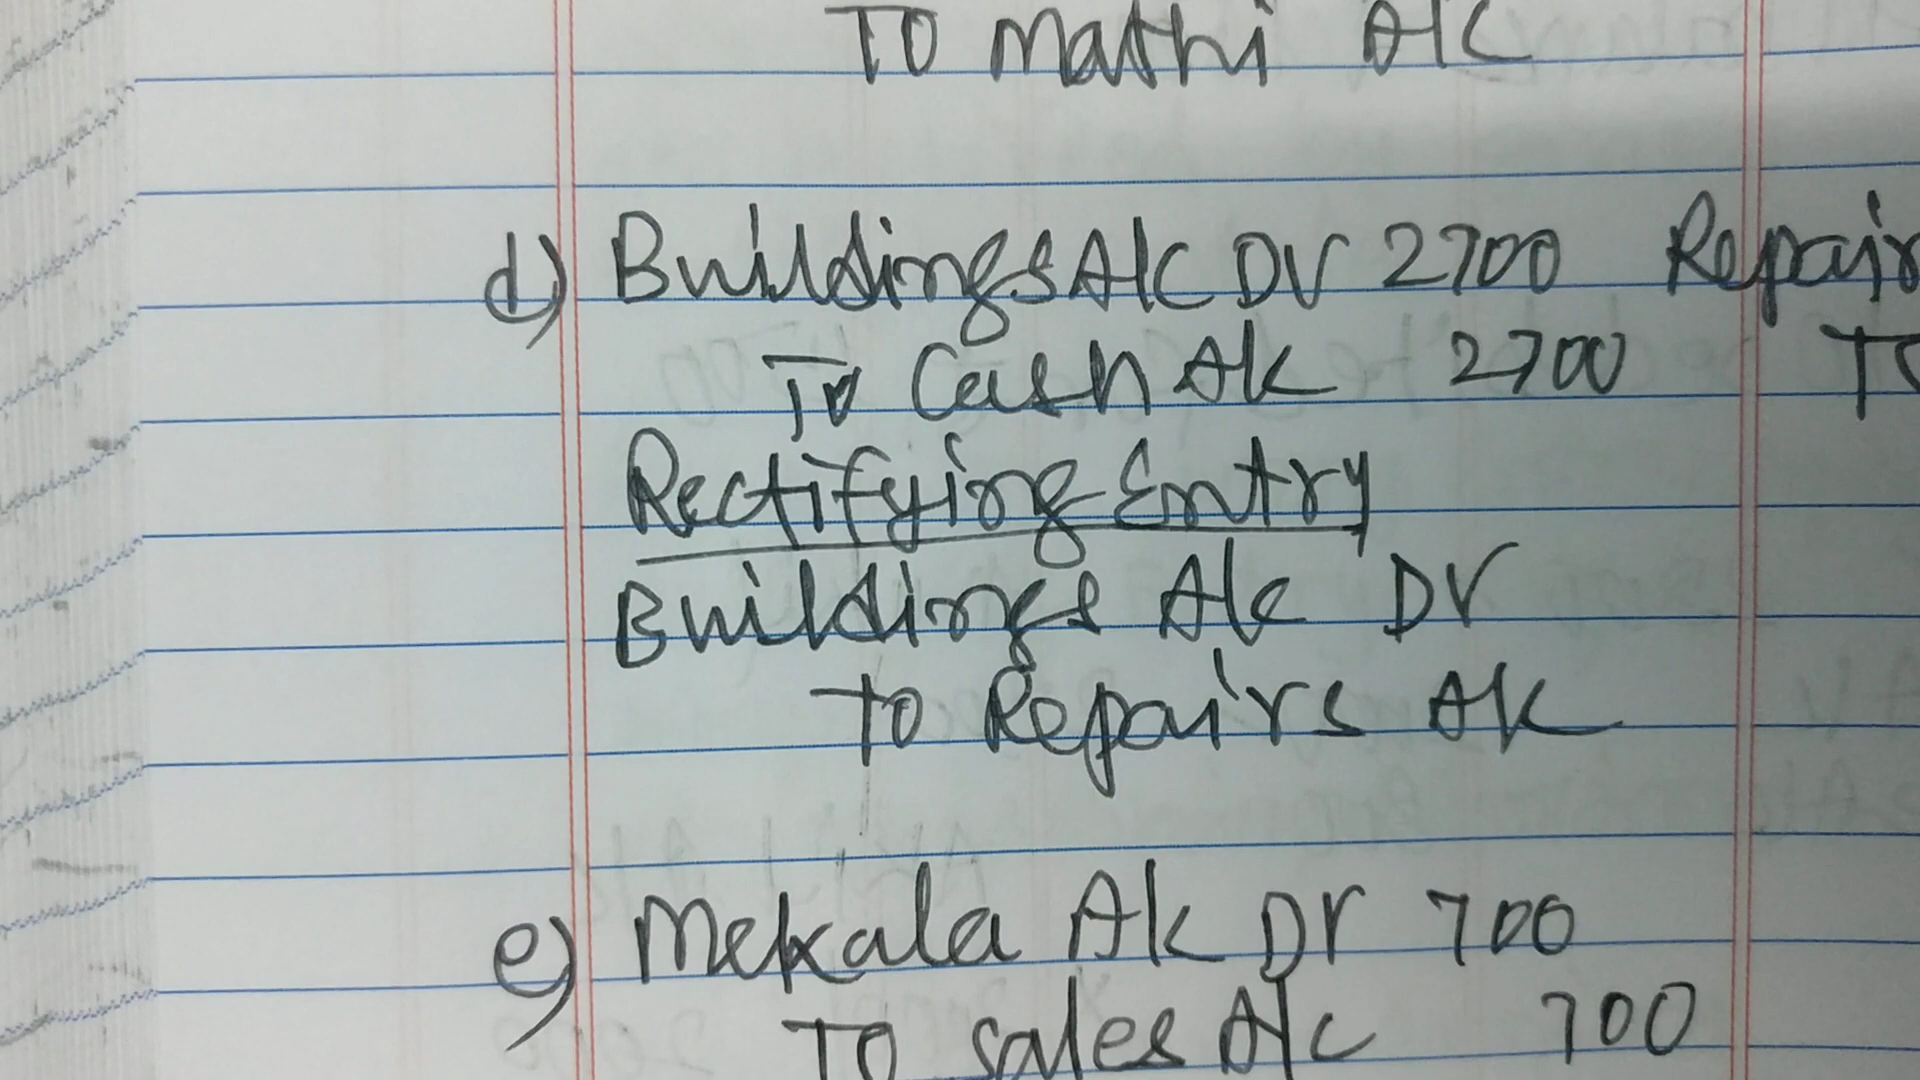 To Mathi A/c
d) Buildings A/c Dr 2700 Repair
To Cash A/c 2700 To
Rectifying Entry
Buildings A/c Dr
To Repairs A/c
e) Mekala A/c Dr 700
To Sales A/c 700